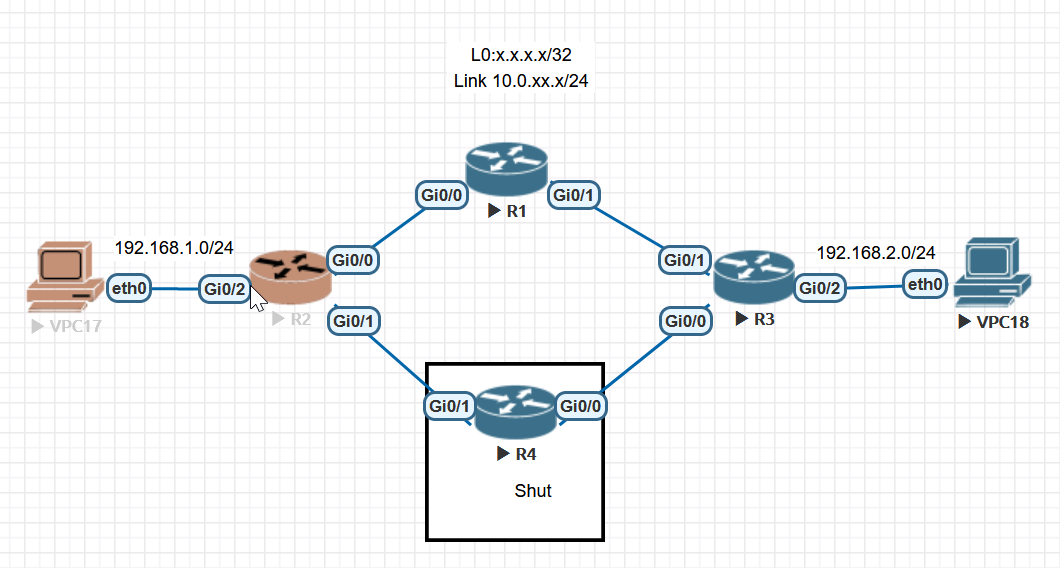 L0:x.x.x.x/32
Link 10.0.xx.x/24
Gi0/0
Gi0/1
R1
192.168.1.0/24
192.168.2.0/24
Gi0/0
Gi0/1
eth0
Gi0/2
Gi0/2
eth0
VPC17
R2
Gi0/1
Gi0/0
R3
VPC18
Gi0/1
Gi0/0
R4
Shut